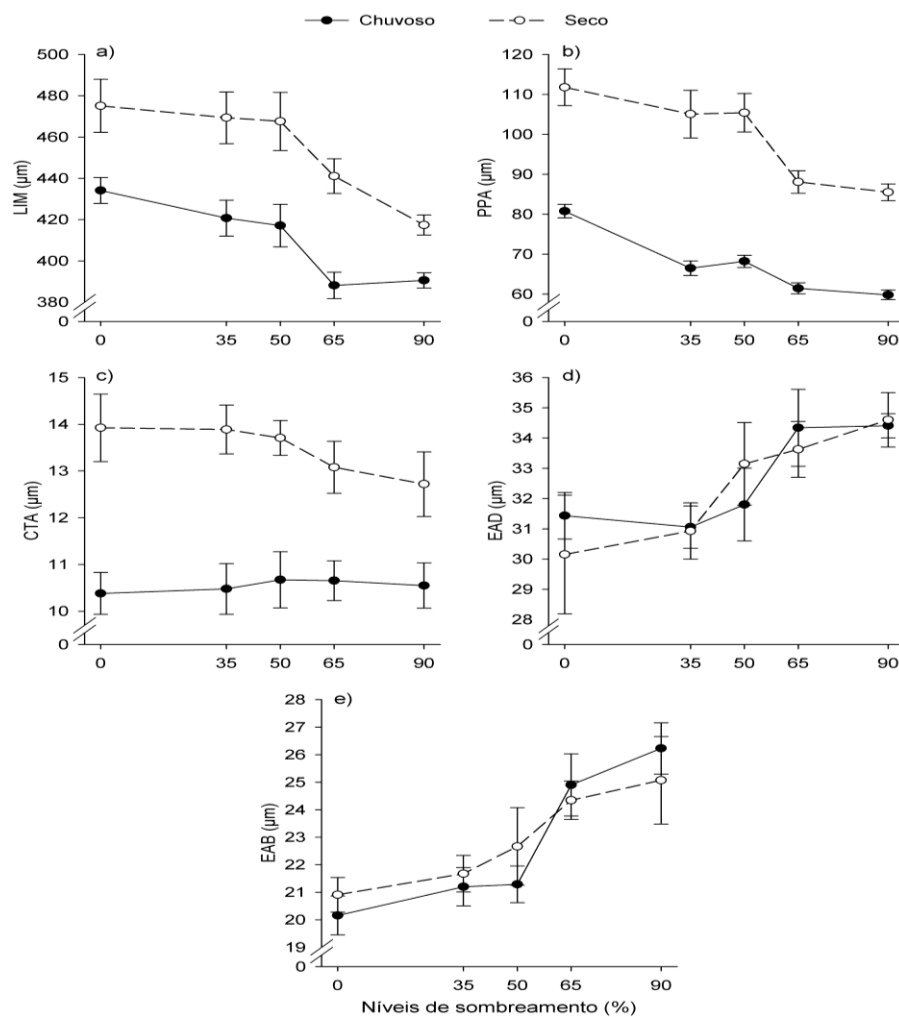 Chuvoso Seco
a)
500
480
460
440
420
400
380
0
LIM (µm)
0 35 50 65 90
b)
120
110
100
90
80
70
60
0
PPA (µm)
0 35 50 65 90
c)
15
14
13
12
11
10
0
CTA (µm)
0 35 50 65 90
d)
36
35
34
33
32
31
30
29
28
0
EAD (µm)
0 35 50 65 90
e)
28
27
26
25
24
23
22
21
20
19
0
EAB (µm)
0 35 50 65 90
Níveis de sombreamento (%)